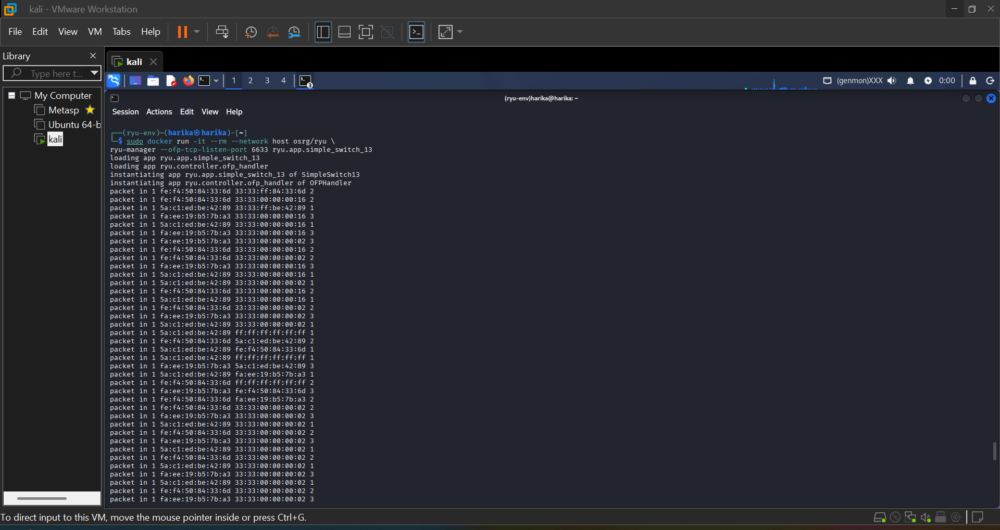 kali - VMware Workstation
File Edit View VM Tabs Help
Library
kali
Type here t...
1 2 3 4 3 (genmon)XXX 0:00
My Computer
Metasp
Ubuntu 64-b
kali
(ryu-env)harika@harika: ~
Session Actions Edit View Help
┌──(ryu-env)─(harika㉿harika)-[~]
└─$ sudo docker run -it --rm --network host osrg/ryu \
ryu-manager --ofp-tcp-listen-port 6633 ryu.app.simple_switch_13
loading app ryu.app.simple_switch_13
loading app ryu.controller.ofp_handler
instantiating app ryu.app.simple_switch_13 of SimpleSwitch13
instantiating app ryu.controller.ofp_handler of OFPHandler
packet in 1 fe:f4:50:84:33:6d 33:33:ff:84:33:6d 2
packet in 1 fe:f4:50:84:33:6d 33:33:00:00:00:16 2
packet in 1 5a:c1:ed:be:42:89 33:33:ff:be:42:89 1
packet in 1 fa:ee:19:b5:7b:a3 33:33:00:00:00:16 3
packet in 1 5a:c1:ed:be:42:89 33:33:00:00:00:16 1
packet in 1 fa:ee:19:b5:7b:a3 33:33:00:00:00:16 3
packet in 1 fa:ee:19:b5:7b:a3 33:33:00:00:00:02 3
packet in 1 fe:f4:50:84:33:6d 33:33:00:00:00:16 2
packet in 1 fe:f4:50:84:33:6d 33:33:00:00:00:02 2
packet in 1 fa:ee:19:b5:7b:a3 33:33:00:00:00:16 3
packet in 1 5a:c1:ed:be:42:89 33:33:00:00:00:16 1
packet in 1 5a:c1:ed:be:42:89 33:33:00:00:00:02 1
packet in 1 fe:f4:50:84:33:6d 33:33:00:00:00:16 2
packet in 1 5a:c1:ed:be:42:89 33:33:00:00:00:16 1
packet in 1 fe:f4:50:84:33:6d 33:33:00:00:00:02 2
packet in 1 fa:ee:19:b5:7b:a3 33:33:00:00:00:02 3
packet in 1 5a:c1:ed:be:42:89 33:33:00:00:00:02 1
packet in 1 5a:c1:ed:be:42:89 ff:ff:ff:ff:ff:ff 1
packet in 1 fe:f4:50:84:33:6d 5a:c1:ed:be:42:89 2
packet in 1 5a:c1:ed:be:42:89 fe:f4:50:84:33:6d 1
packet in 1 5a:c1:ed:be:42:89 ff:ff:ff:ff:ff:ff 1
packet in 1 fa:ee:19:b5:7b:a3 5a:c1:ed:be:42:89 3
packet in 1 5a:c1:ed:be:42:89 fa:ee:19:b5:7b:a3 1
packet in 1 fe:f4:50:84:33:6d ff:ff:ff:ff:ff:ff 2
packet in 1 fa:ee:19:b5:7b:a3 fe:f4:50:84:33:6d 3
packet in 1 fe:f4:50:84:33:6d fa:ee:19:b5:7b:a3 2
packet in 1 fe:f4:50:84:33:6d 33:33:00:00:00:02 2
packet in 1 fa:ee:19:b5:7b:a3 33:33:00:00:00:02 3
packet in 1 5a:c1:ed:be:42:89 33:33:00:00:00:02 1
packet in 1 fe:f4:50:84:33:6d 33:33:00:00:00:02 2
packet in 1 fa:ee:19:b5:7b:a3 33:33:00:00:00:02 3
packet in 1 5a:c1:ed:be:42:89 33:33:00:00:00:02 1
packet in 1 fe:f4:50:84:33:6d 33:33:00:00:00:02 2
packet in 1 5a:c1:ed:be:42:89 33:33:00:00:00:02 1
packet in 1 fa:ee:19:b5:7b:a3 33:33:00:00:00:02 3
packet in 1 5a:c1:ed:be:42:89 33:33:00:00:00:02 1
packet in 1 fe:f4:50:84:33:6d 33:33:00:00:00:02 2
packet in 1 fa:ee:19:b5:7b:a3 33:33:00:00:00:02 3
To direct input to this VM, move the mouse pointer inside or press Ctrl+G.